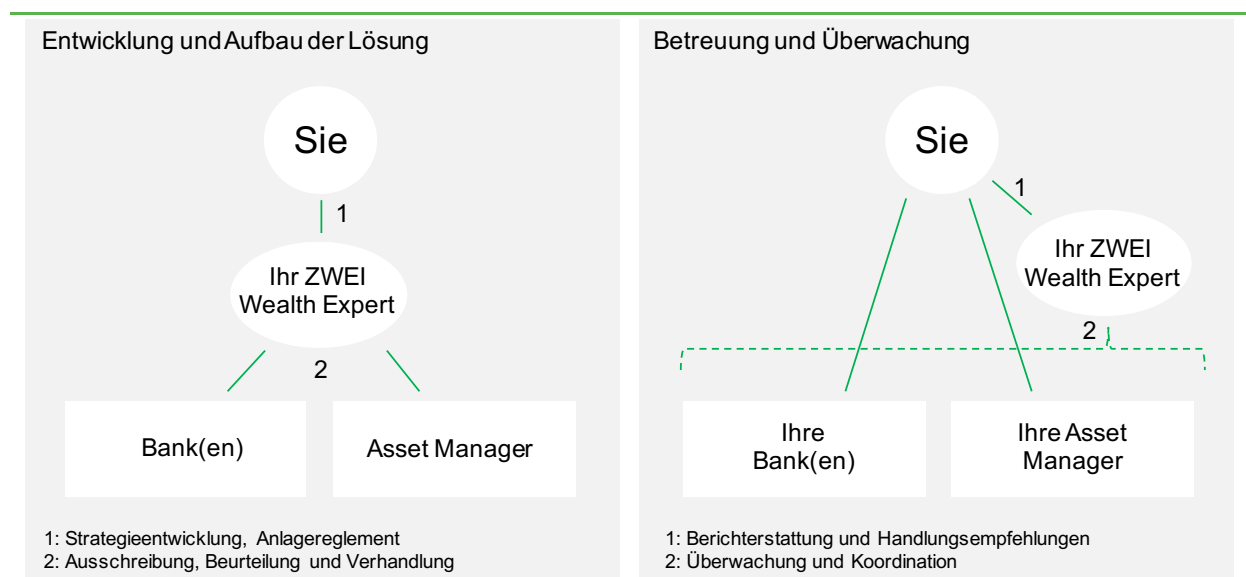 Entwicklung und Aufbau der Lösung
Sie
1
Ihr ZWEI
Wealth Expert
2
Bank(en)
Asset Manager
1: Strategieentwicklung, Anlagereglement
2: Ausschreibung, Beurteilung und Verhandlung
Betreuung und Überwachung
Sie
1
Ihr ZWEI
Wealth Expert
2
Ihre
Bank(en)
Ihre Asset
Manager
1: Berichterstattung und Handlungsempfehlungen
2: Überwachung und Koordination